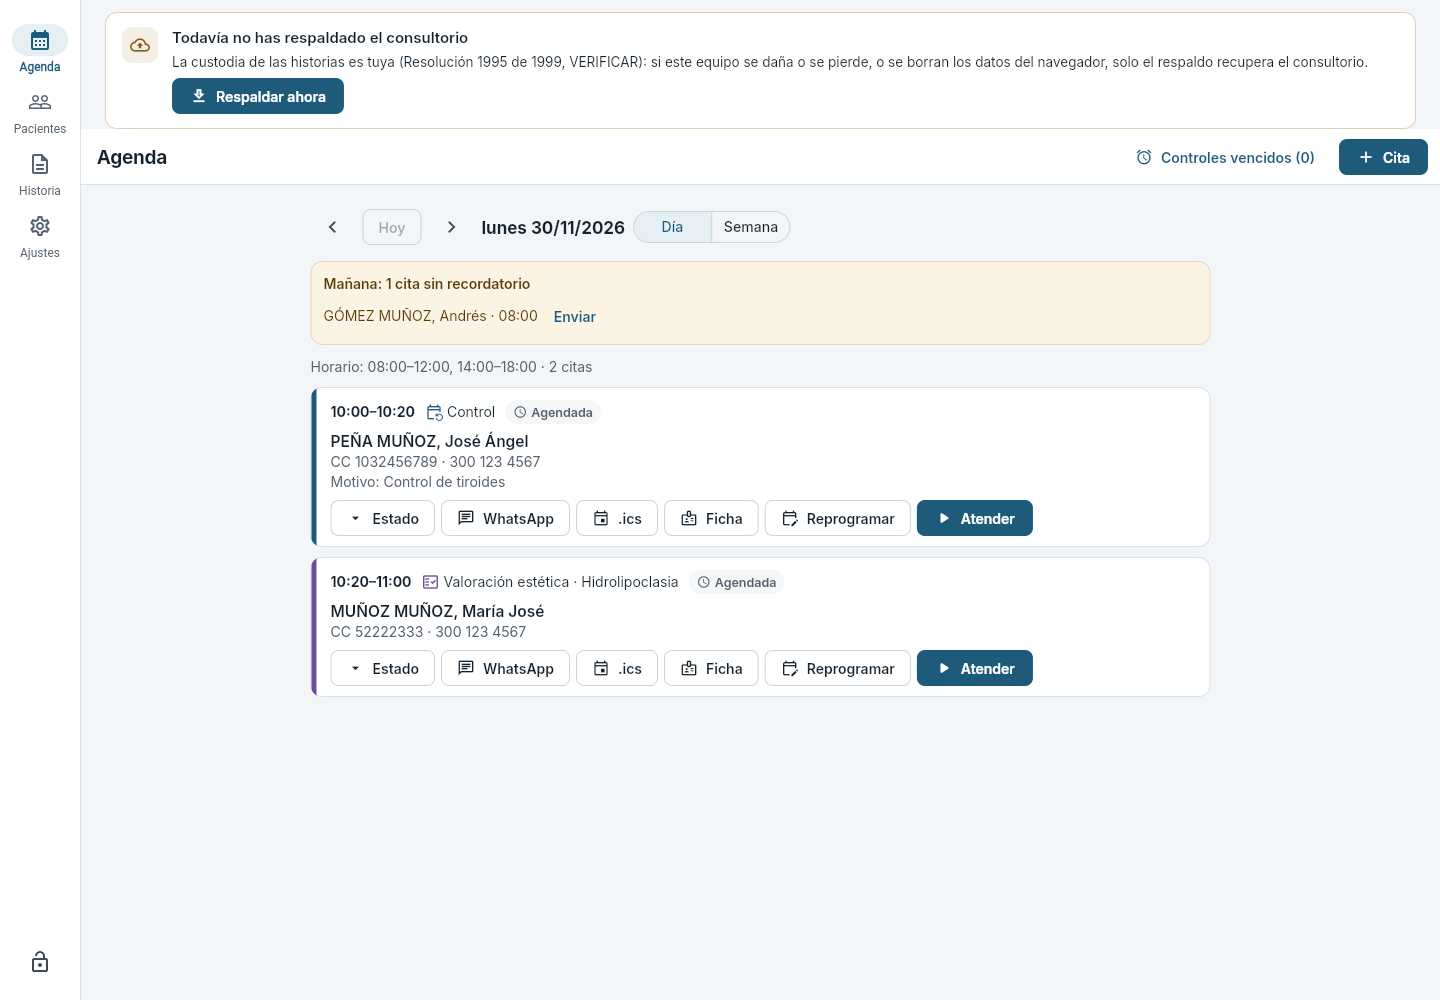 Agenda
Pacientes
Historia
Ajustes
Todavía no has respaldado el consultorio
La custodia de las historias es tuya (Resolución 1995 de 1999, VERIFICAR): si este equipo se daña o se pierde, o se borran los datos del navegador, solo el respaldo recupera el consultorio.
Respaldar ahora
Agenda
Controles vencidos (0)
Cita
Hoy
lunes 30/11/2026
Día
Semana
Mañana: 1 cita sin recordatorio
GÓMEZ MUÑOZ, Andrés · 08:00 Enviar
Horario: 08:00–12:00, 14:00–18:00 · 2 citas
10:00–10:20 Control Agendada
PEÑA MUÑOZ, José Ángel
CC 1032456789 · 300 123 4567
Motivo: Control de tiroides
Estado WhatsApp .ics Ficha Reprogramar Atender
10:20–11:00 Valoración estética · Hidrolipoclasia Agendada
MUÑOZ MUÑOZ, María José
CC 52222333 · 300 123 4567
Estado WhatsApp .ics Ficha Reprogramar Atender